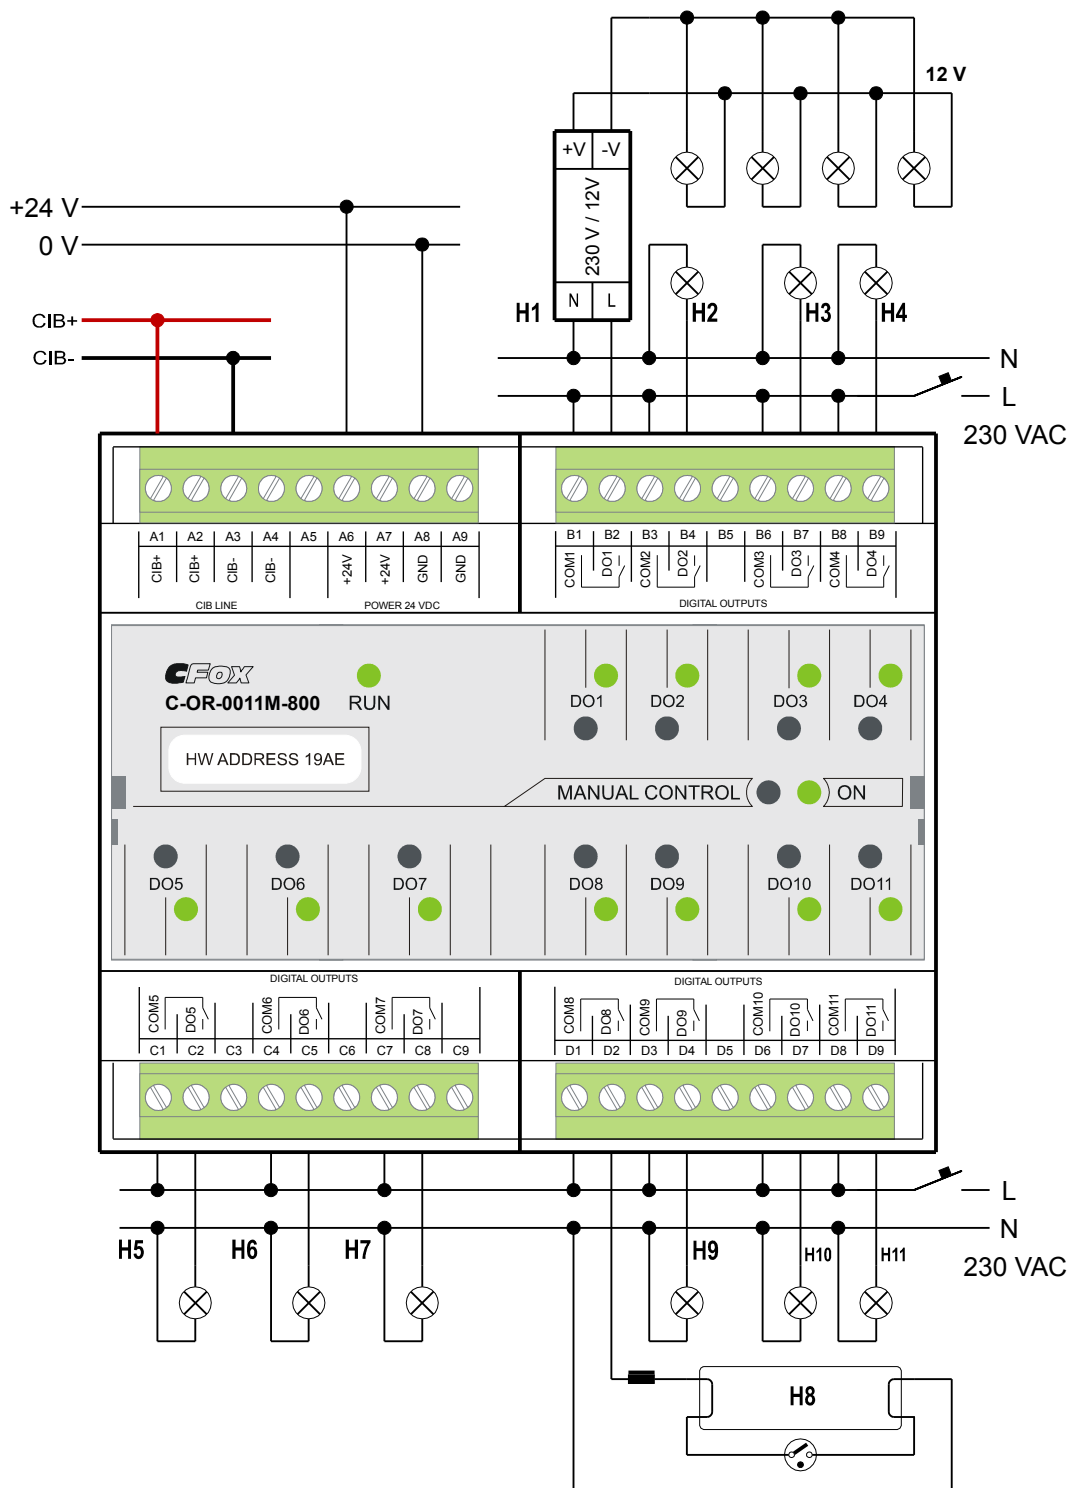 12 V
+V -V
230 V / 12V
N L
+24 V
0 V
CIB+
CIB-
H1 H2 H3 H4
N
L
230 VAC
A1 A2 A3 A4 A5 A6 A7 A8 A9
CIB+ CIB+ CIB- CIB- +24V +24V GND GND
CIB LINE POWER 24 VDC
B1 B2 B3 B4 B5 B6 B7 B8 B9
COM1 DO1 COM2 DO2 COM3 DO3 COM4 DO4
DIGITAL OUTPUTS
CFOX
C-OR-0011M-800 RUN
HW ADDRESS 19AE
DO1 DO2 DO3 DO4
MANUAL CONTROL ON
DO5 DO6 DO7 DO8 DO9 DO10 DO11
DIGITAL OUTPUTS
COM5 DO5 COM6 DO6 COM7 DO7
C1 C2 C3 C4 C5 C6 C7 C8 C9
DIGITAL OUTPUTS
COM8 DO8 COM9 DO9 COM10 DO10 COM11 DO11
D1 D2 D3 D4 D5 D6 D7 D8 D9
L
N
230 VAC
H5 H6 H7 H9 H10 H11
H8